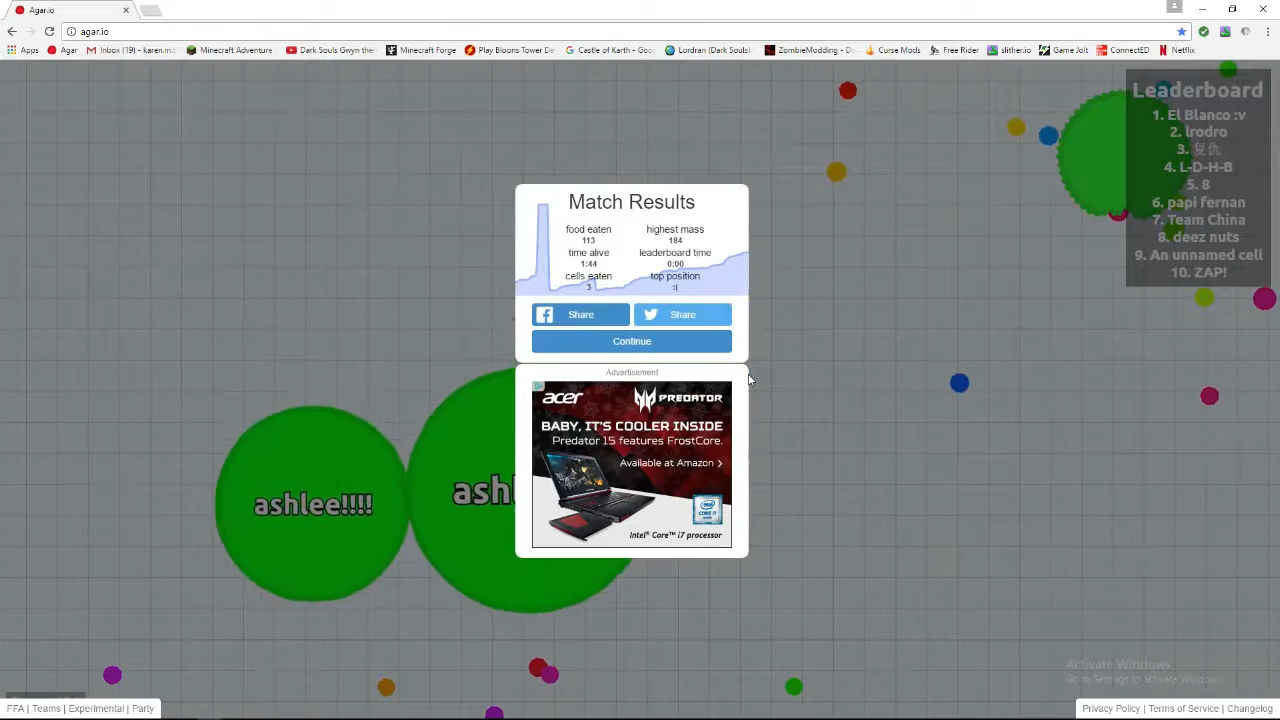 Agar.io
agar.io
Apps Agar Inbox (19) - karen.m. Minecraft Adventure Dark Souls Gwyn the Minecraft Forge Play Bloons Tower De Castle of Karth - Goo Lordran (Dark Souls) ZombieModding - Do Curse Mods Free Rider slither.io Game Jolt ConnectED Netflix
Leaderboard
1. El Blanco :v
2. lrodro
3. 复仇
4. L-D-H-B
5. 8
6. papi fernan
7. Team China
8. deez nuts
9. An unnamed cell
10. ZAP!
Match Results
food eaten highest mass
113 184
time alive leaderboard time
1:44 0:00
cells eaten top position
3 :(
Share Share
Continue
Advertisement
acer PREDATOR
BABY, IT'S COOLER INSIDE
Predator 15 features FrostCore.
Available at Amazon >
intel CORE i7
Intel® Core™ i7 processor
ashlee!!!!
ashl
Activate Windows
Go to Settings to activate Windows.
FFA | Teams | Experimental | Party
Privacy Policy | Terms of Service | Changelog